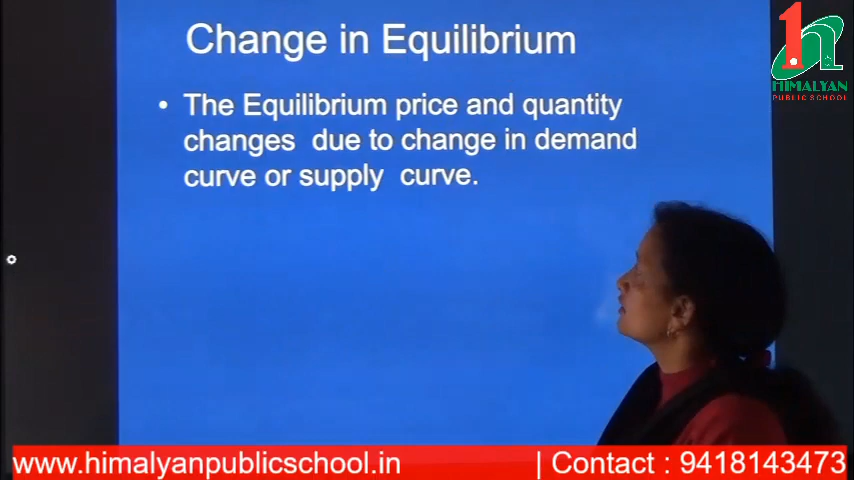 Change in Equilibrium
• The Equilibrium price and quantity
changes due to change in demand
curve or supply curve.
1
HIMALYAN
PUBLIC SCHOOL
www.himalyanpublicschool.in | Contact : 9418143473